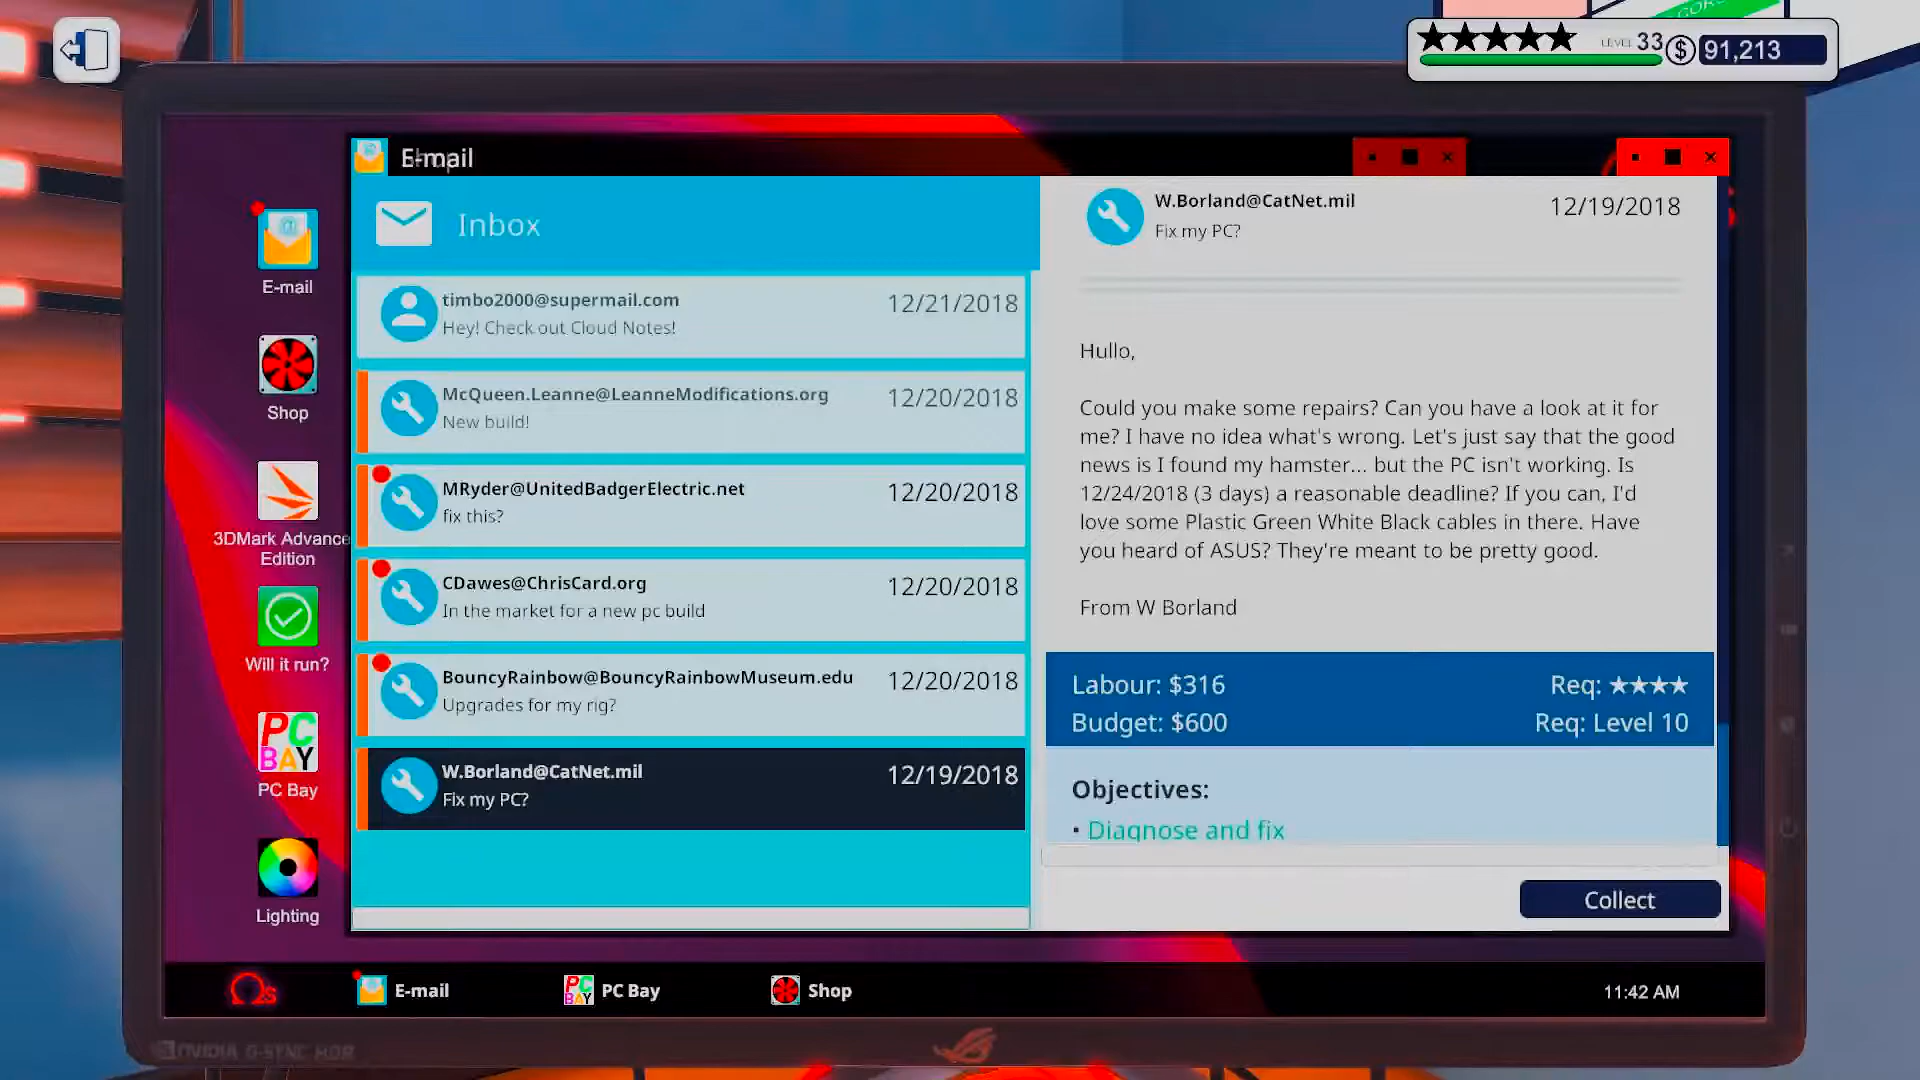 LEVEL 33
$ 91,213
E-mail
Inbox
timbo2000@supermail.com
12/21/2018
Hey! Check out Cloud Notes!
McQueen.Leanne@LeanneModifications.org
12/20/2018
New build!
MRyder@UnitedBadgerElectric.net
12/20/2018
fix this?
CDawes@ChrisCard.org
12/20/2018
In the market for a new pc build
BouncyRainbow@BouncyRainbowMuseum.edu
12/20/2018
Upgrades for my rig?
W.Borland@CatNet.mil
12/19/2018
Fix my PC?
W.Borland@CatNet.mil
12/19/2018
Fix my PC?
Hullo,
Could you make some repairs? Can you have a look at it for
me? I have no idea what's wrong. Let's just say that the good
news is I found my hamster... but the PC isn't working. Is
12/24/2018 (3 days) a reasonable deadline? If you can, I'd
love some Plastic Green White Black cables in there. Have
you heard of ASUS? They're meant to be pretty good.
From W Borland
Labour: $316
Req: ★★★★
Budget: $600
Req: Level 10
Objectives:
• Diagnose and fix
Collect
E-mail
Shop
3DMark Advance
Edition
Will it run?
PC
BAY
PC Bay
Lighting
E-mail
PC
BAY
PC Bay
Shop
11:42 AM
NVIDIA G-SYNC HDR